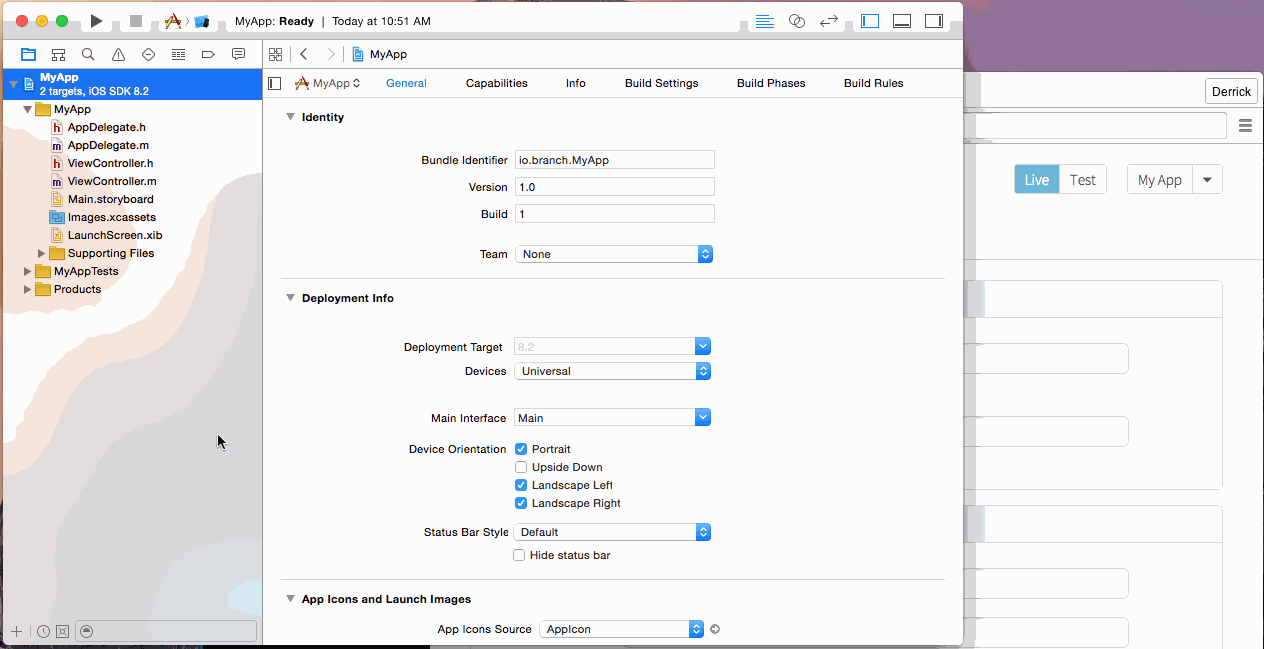 MyApp: Ready | Today at 10:51 AM
MyApp
MyApp
2 targets, iOS SDK 8.2
MyApp
AppDelegate.h
AppDelegate.m
ViewController.h
ViewController.m
Main.storyboard
Images.xcassets
LaunchScreen.xib
Supporting Files
MyAppTests
Products
MyApp General Capabilities Info Build Settings Build Phases Build Rules
Identity
Bundle Identifier io.branch.MyApp
Version 1.0
Build 1
Team None
Deployment Info
Deployment Target 8.2
Devices Universal
Main Interface Main
Device Orientation Portrait
Upside Down
Landscape Left
Landscape Right
Status Bar Style Default
Hide status bar
App Icons and Launch Images
App Icons Source AppIcon
Derrick
Live Test My App